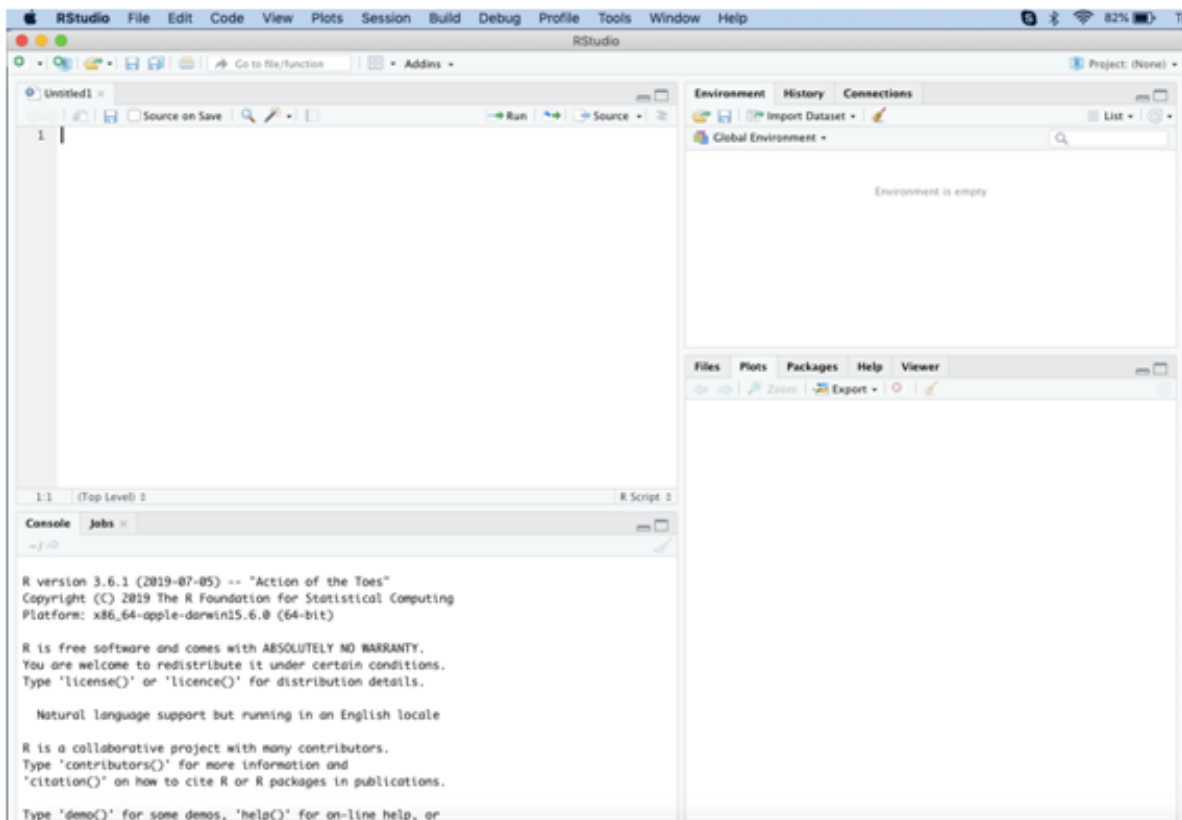 RStudio File Edit Code View Plots Session Build Debug Profile Tools Window Help 82%
RStudio
Go to file/function Addins Project: (None)
Untitled1
Source on Save Run Source
1
1:1 (Top Level) R Script
Console Jobs
~/
R version 3.6.1 (2019-07-05) -- "Action of the Toes"
Copyright (C) 2019 The R Foundation for Statistical Computing
Platform: x86_64-apple-darwin15.6.0 (64-bit)
R is free software and comes with ABSOLUTELY NO WARRANTY.
You are welcome to redistribute it under certain conditions.
Type 'license()' or 'licence()' for distribution details.
Natural language support but running in an English locale
R is a collaborative project with many contributors.
Type 'contributors()' for more information and
'citation()' on how to cite R or R packages in publications.
Type 'demo()' for some demos, 'help()' for on-line help, or
Environment History Connections
Import Dataset List
Global Environment
Environment is empty
Files Plots Packages Help Viewer
Zoom Export